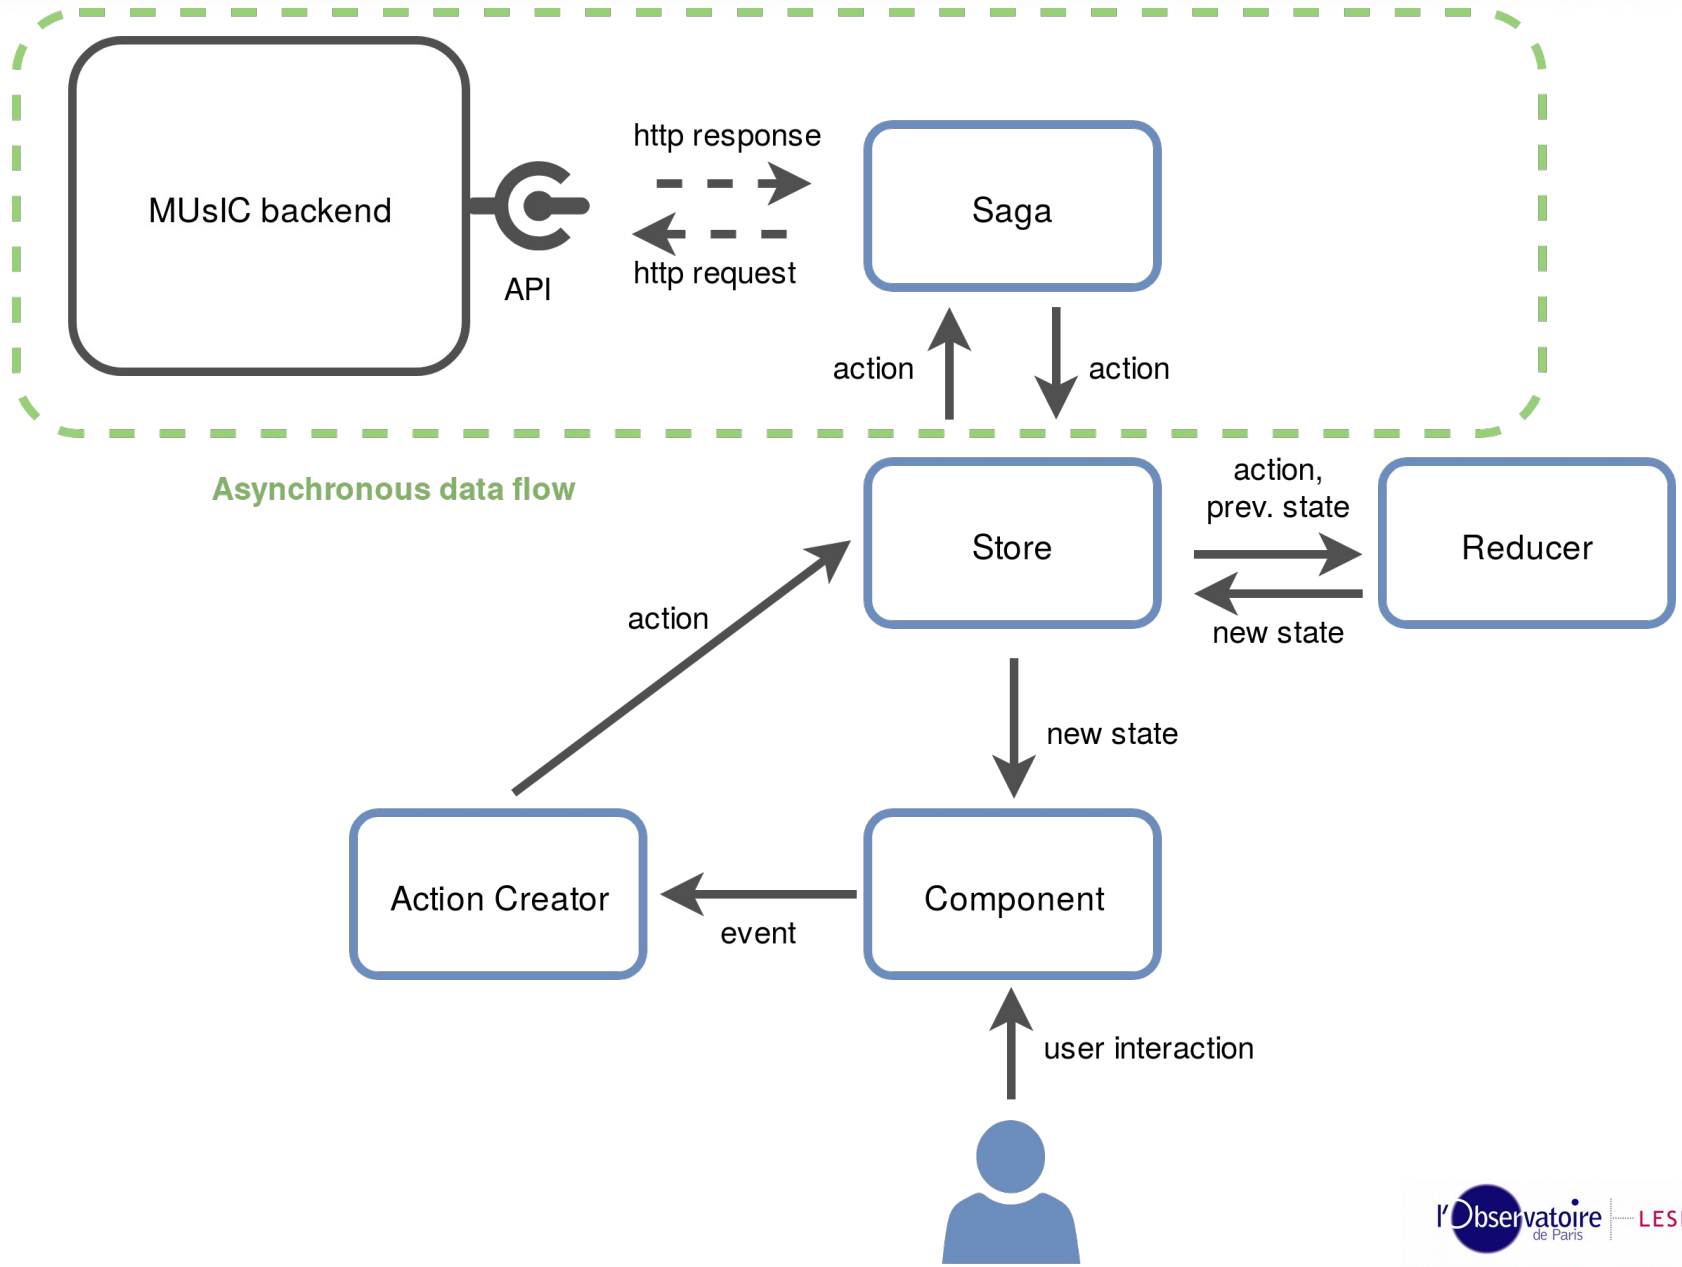 http response
MUsIC backend
Saga
http request
API
action
action
Asynchronous data flow
action,
prev. state
Store
Reducer
new state
action
new state
Action Creator
Component
event
user interaction
l'Observatoire
de Paris